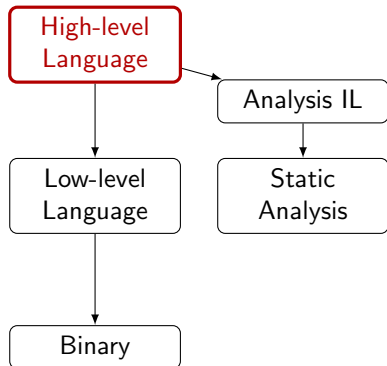 High-level
Language
Analysis IL
Low-level
Language
Static
Analysis
Binary